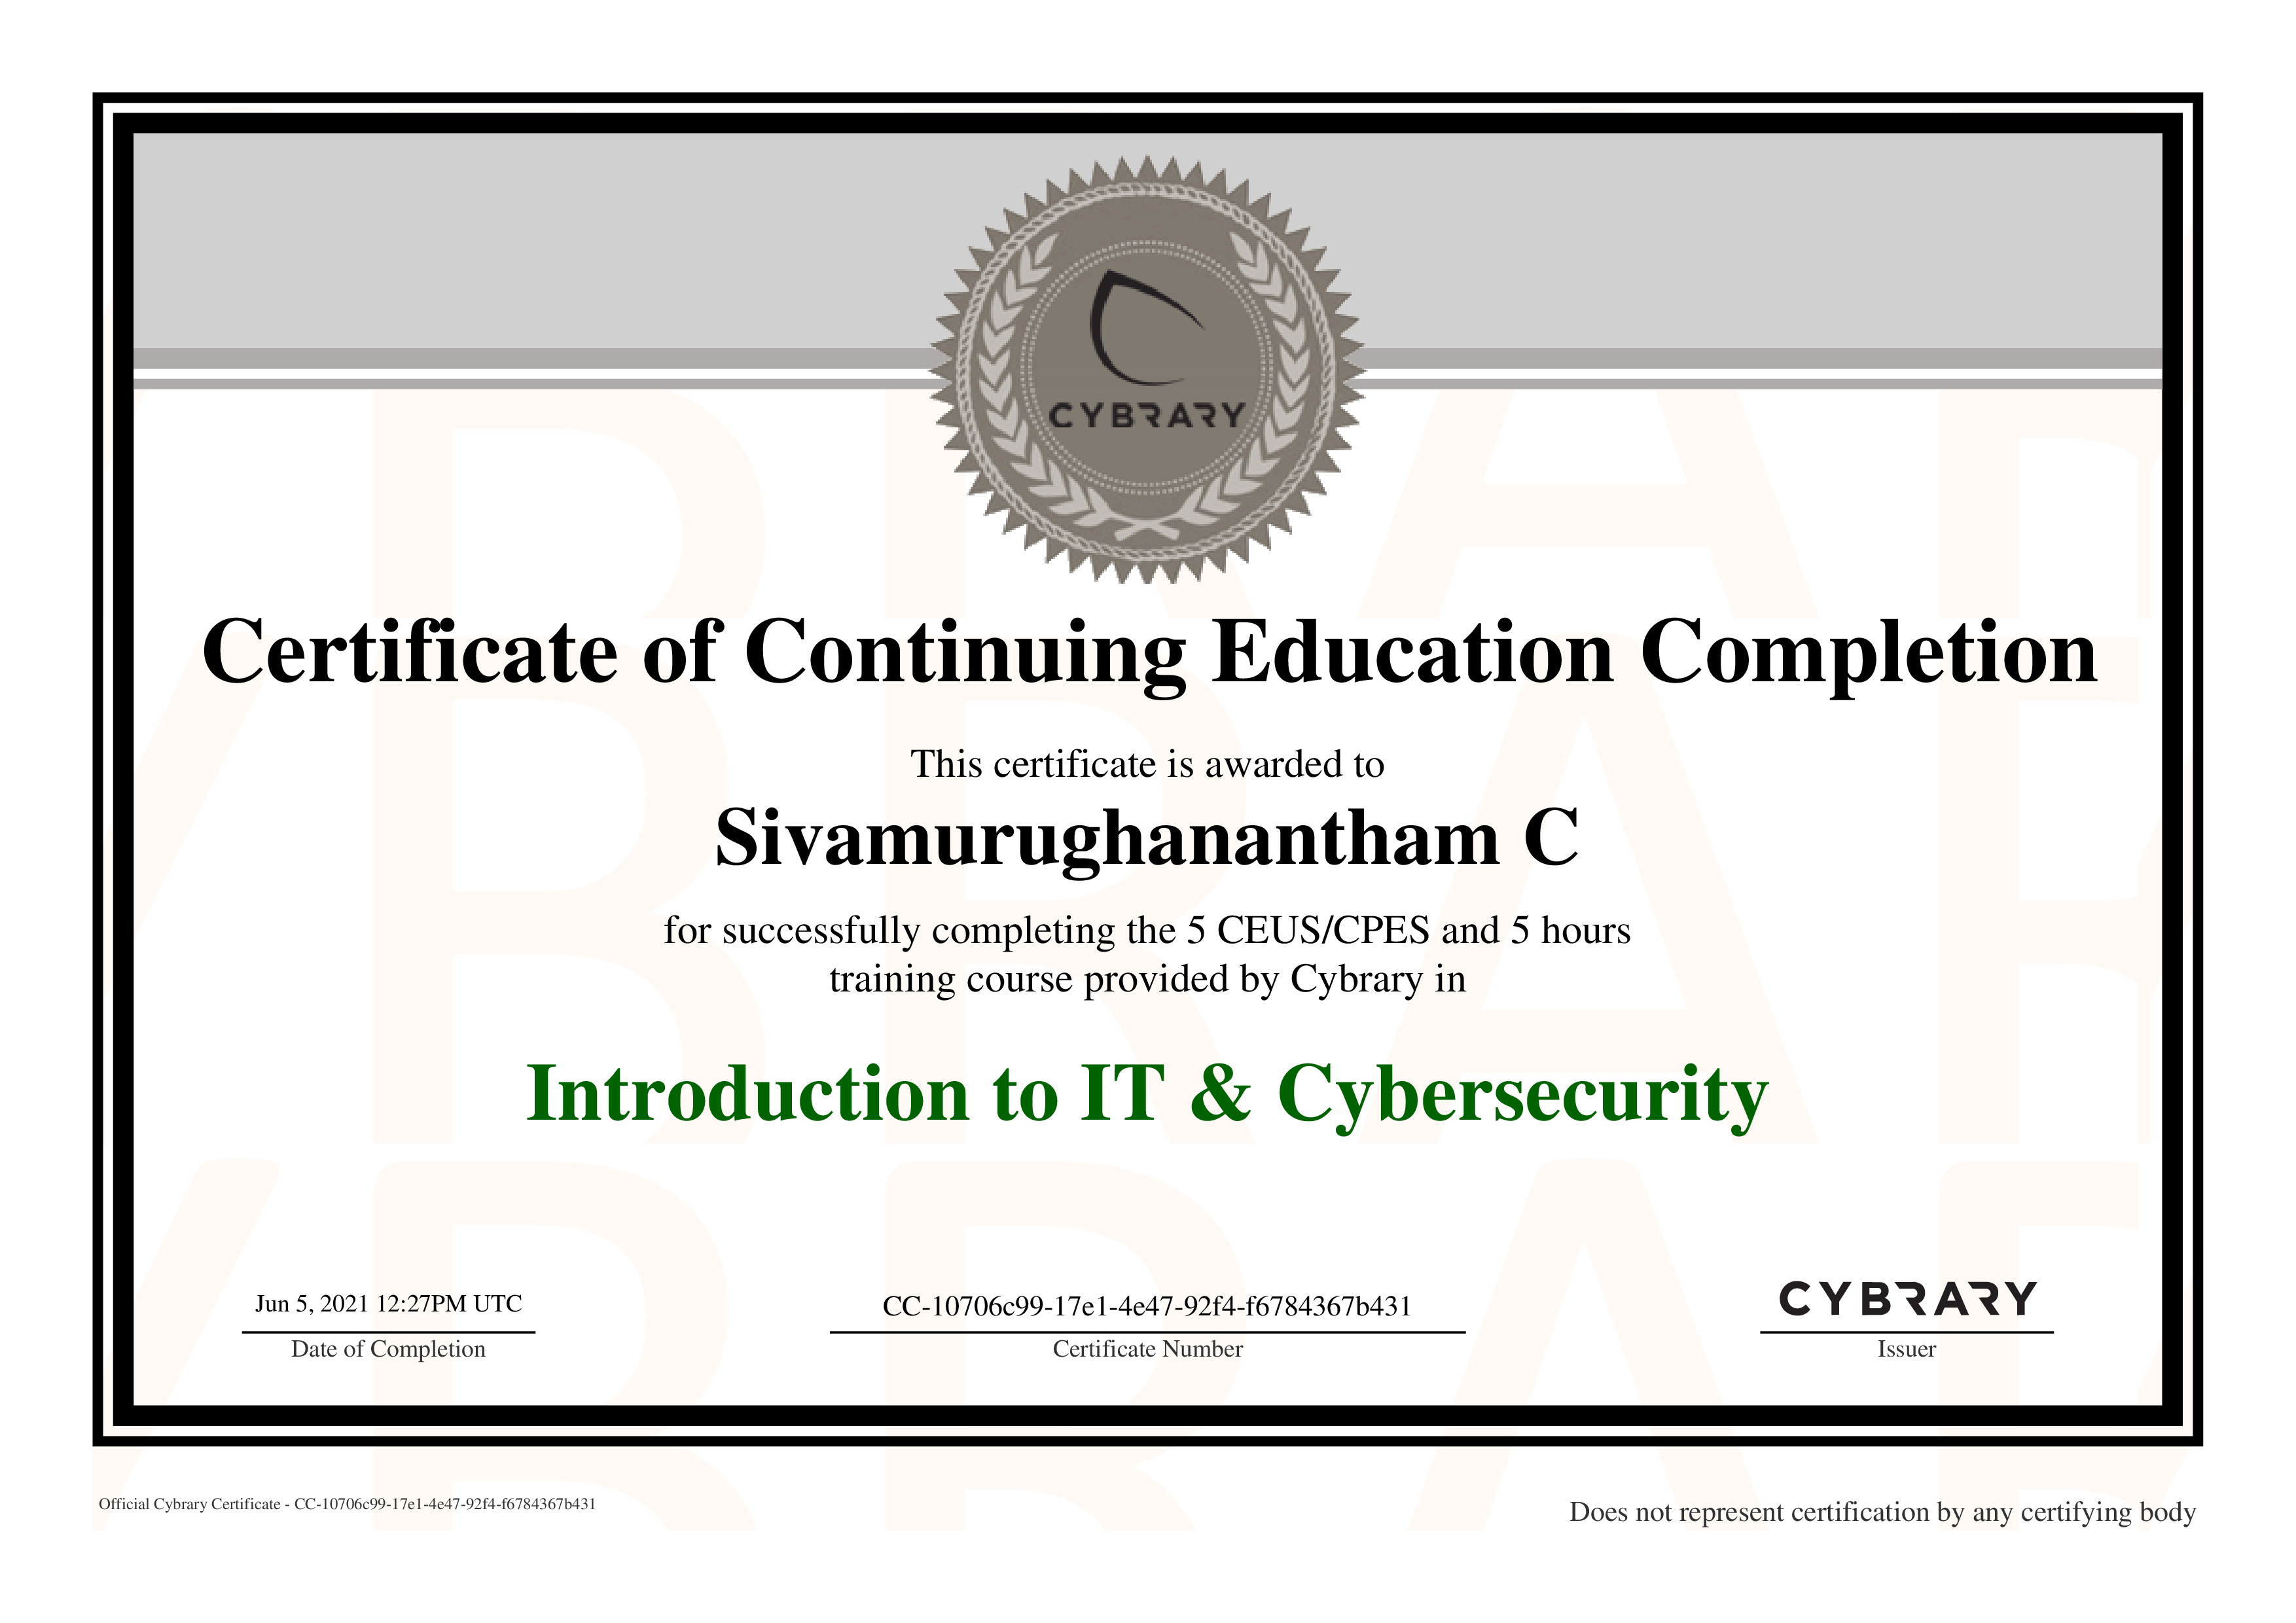 CYBRARY
Certificate of Continuing Education Completion
This certificate is awarded to
Sivamurughanantham C
for successfully completing the 5 CEUS/CPES and 5 hours
training course provided by Cybrary in
Introduction to IT & Cybersecurity
Jun 5, 2021 12:27PM UTC
Date of Completion
CC-10706c99-17e1-4e47-92f4-f6784367b431
Certificate Number
CYBRARY
Issuer
Official Cybrary Certificate - CC-10706c99-17e1-4e47-92f4-f6784367b431
Does not represent certification by any certifying body